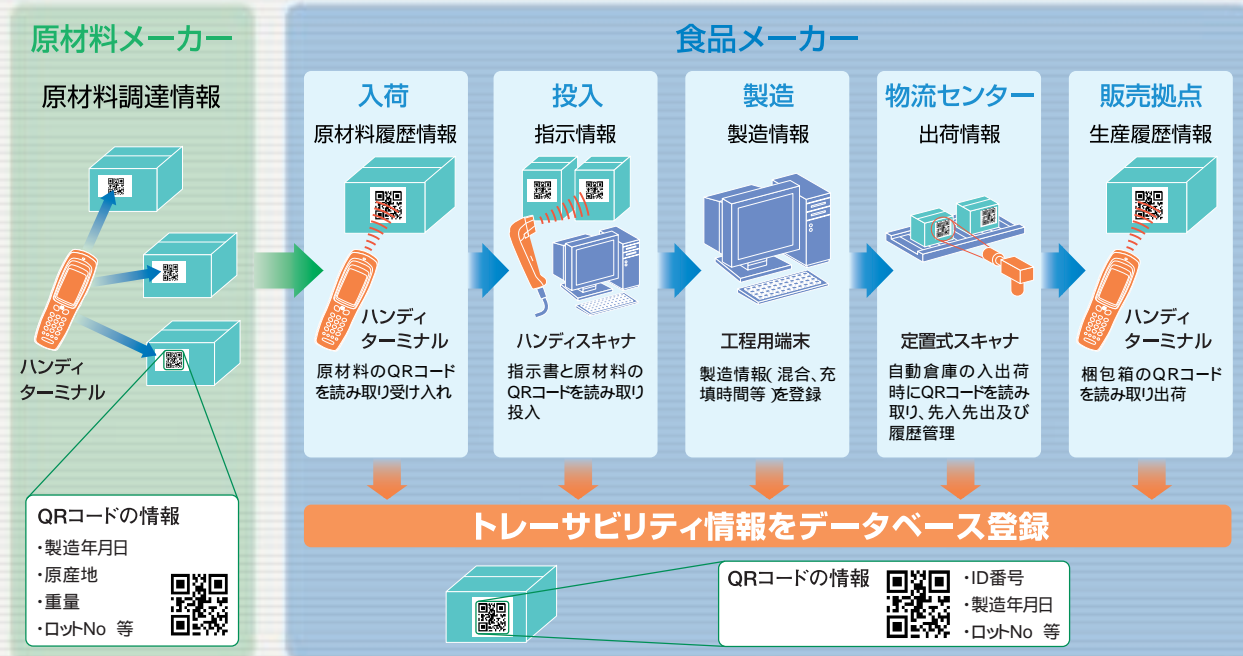 原材料メーカー
原材料調達情報
ハンディ
ターミナル
QRコードの情報
・製造年月日
・原産地
・重量
・ロットNo 等
食品メーカー
入荷
原材料履歴情報
ハンディ
ターミナル
原材料のQRコード
を読み取り受け入れ
投入
指示情報
ハンディスキャナ
指示書と原材料の
QRコードを読み取り
投入
製造
製造情報
工程用端末
製造情報(混合、充
填時間等)を登録
物流センター
出荷情報
定置式スキャナ
自動倉庫の入出荷
時にQRコードを読み
取り、先入先出及び
履歴管理
販売拠点
生産履歴情報
ハンディ
ターミナル
梱包箱のQRコード
を読み取り出荷
トレーサビリティ情報をデータベース登録
QRコードの情報
・ID番号
・製造年月日
・ロットNo 等